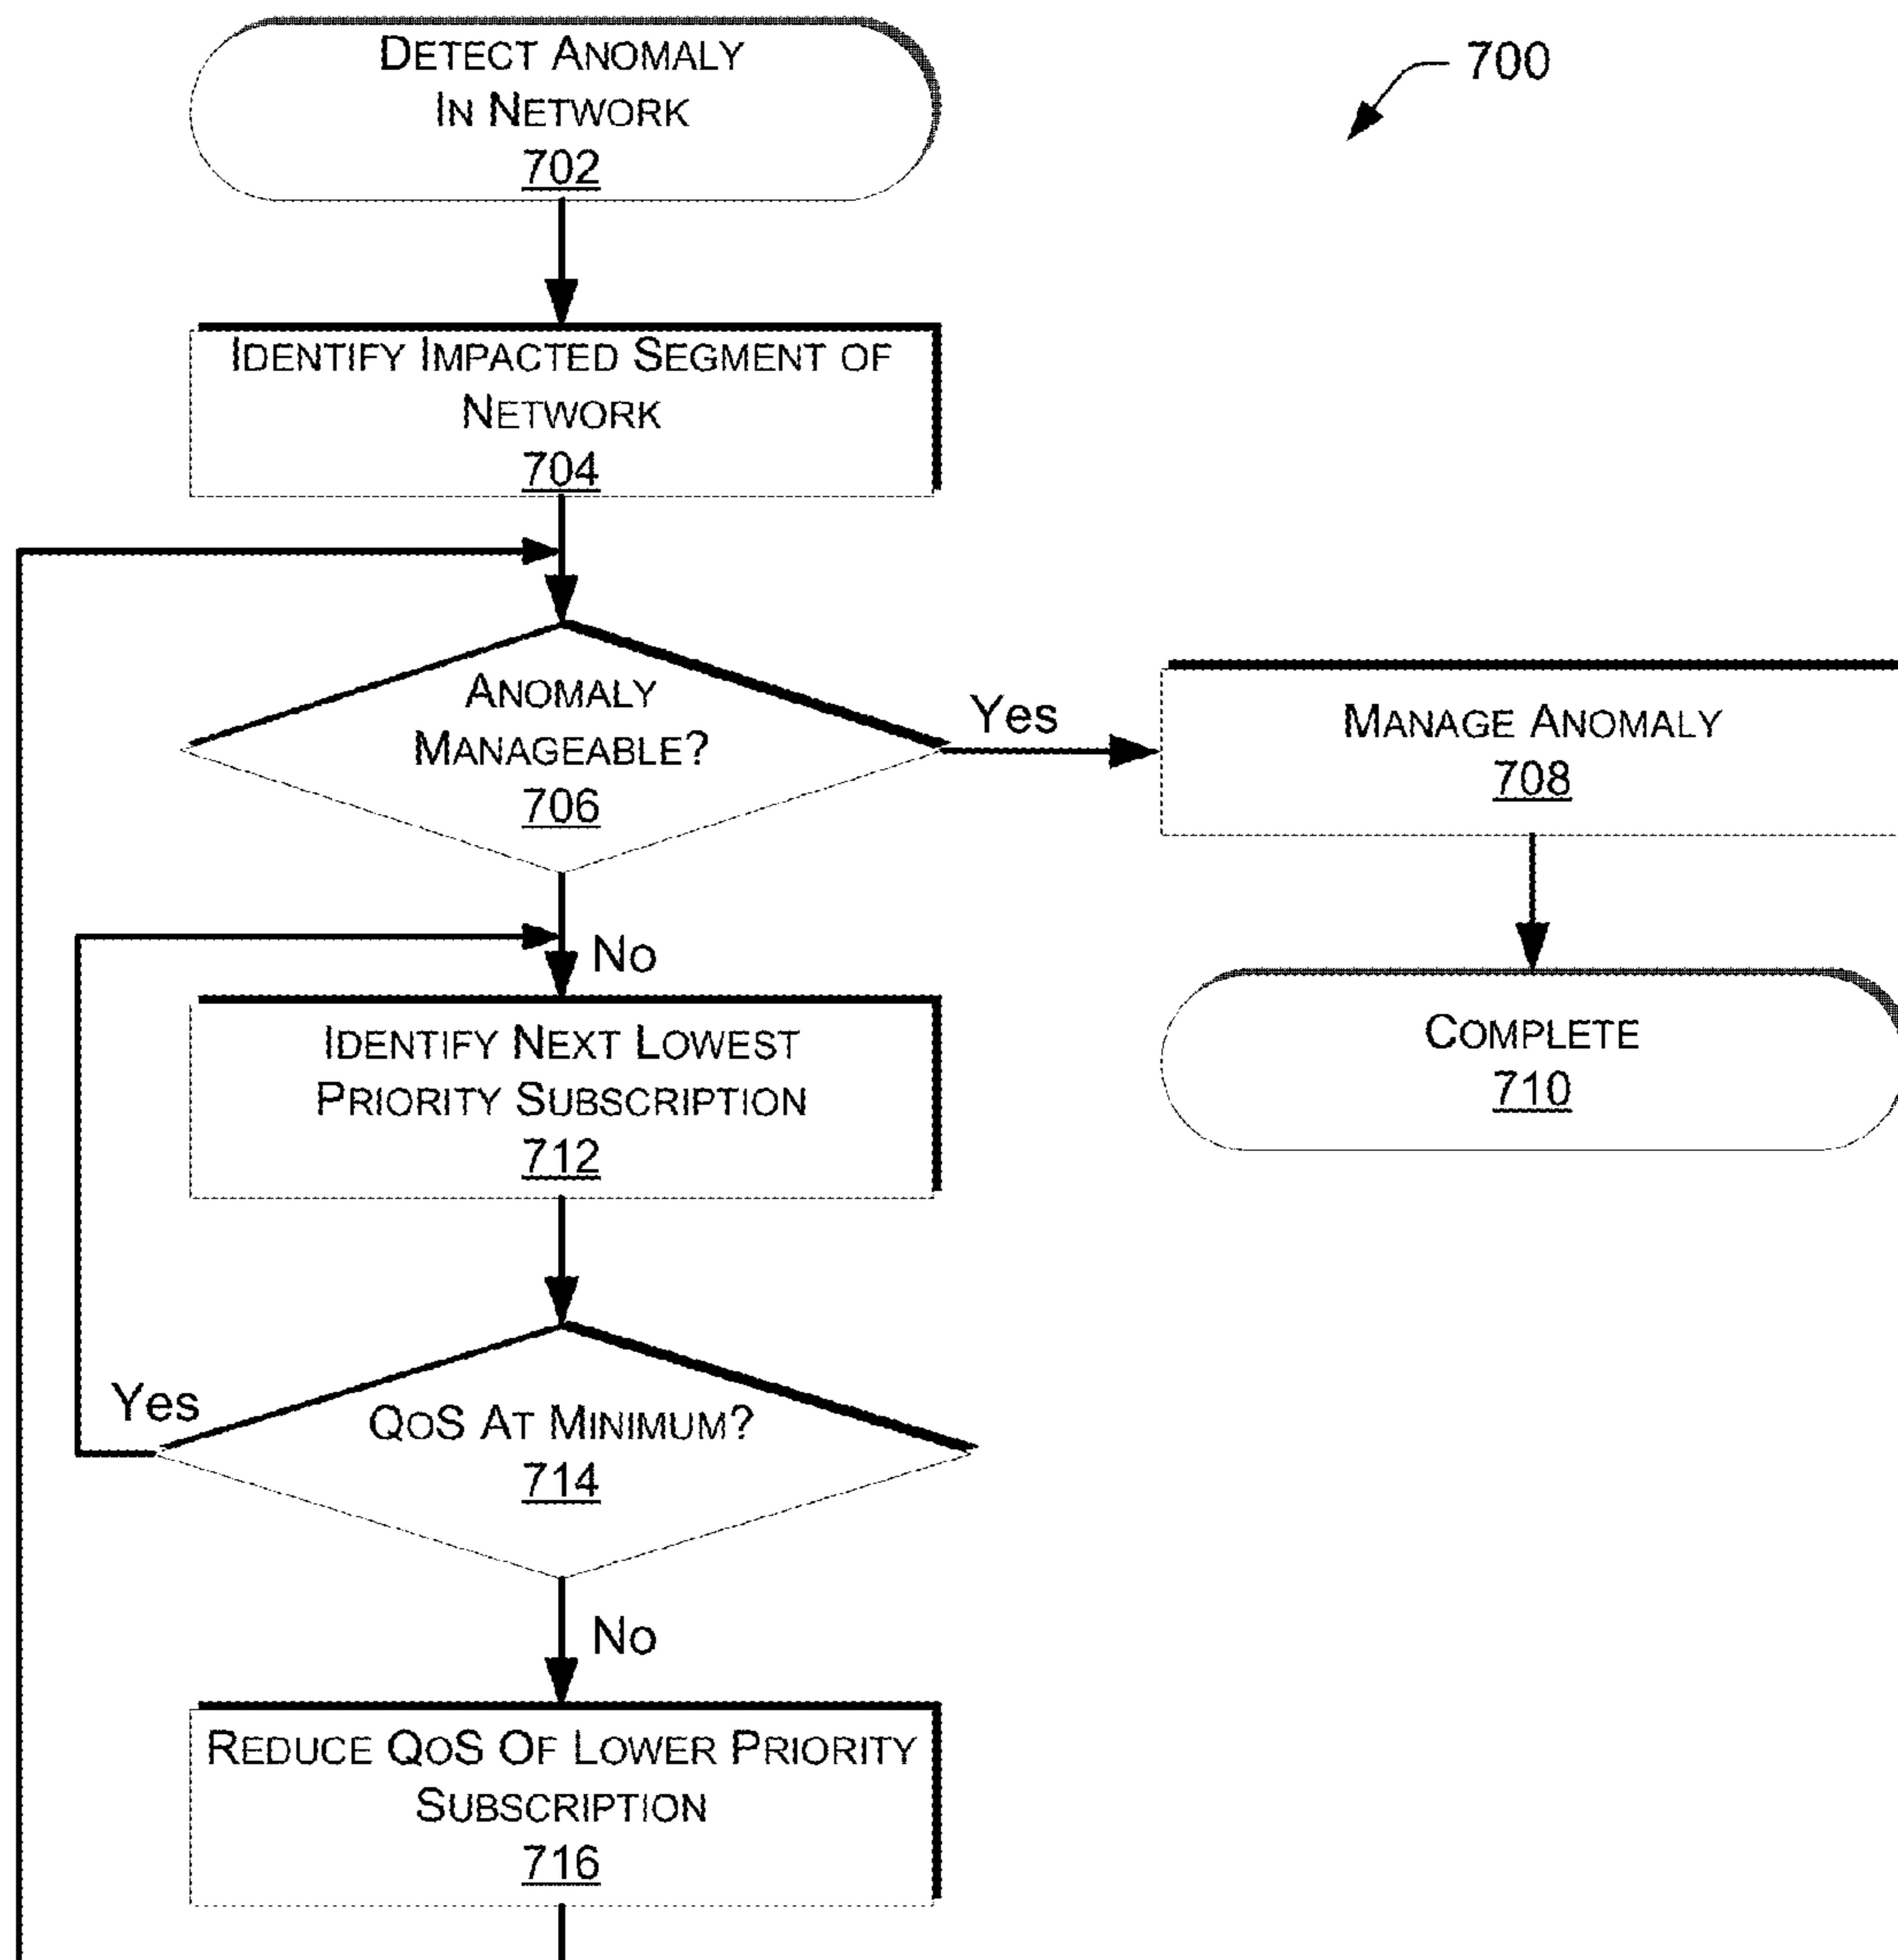 DETECT ANOMALY
IN NETWORK
702
700
IDENTIFY IMPACTED SEGMENT OF
NETWORK
704
ANOMALY
MANAGEABLE?
706
Yes
MANAGE ANOMALY
708
No
COMPLETE
710
IDENTIFY NEXT LOWEST
PRIORITY SUBSCRIPTION
712
Yes
QOS AT MINIMUM?
714
No
REDUCE QOS OF LOWER PRIORITY
SUBSCRIPTION
716